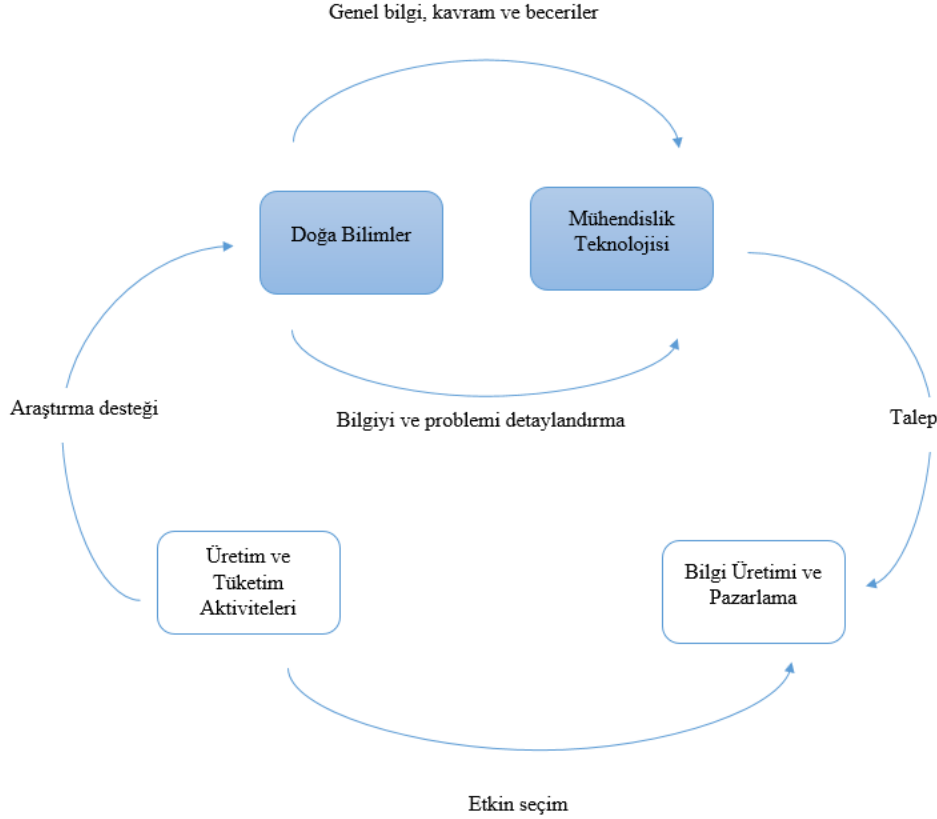 Genel bilgi, kavram ve beceriler
Doğa Bilimler
Mühendislik
Teknolojisi
Araştırma desteği
Bilgiyi ve problemi detaylandırma
Talep
Üretim ve
Tüketim
Aktiviteleri
Bilgi Üretimi ve
Pazarlama
Etkin seçim